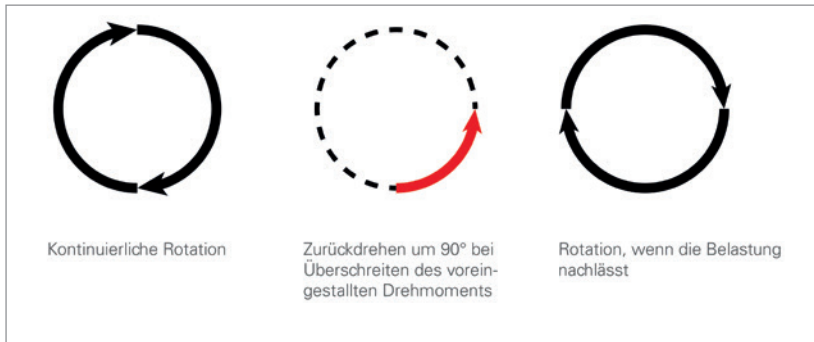 Kontinuierliche Rotation
Zurückdrehen um 90° bei
Überschreiten des vorein-
gestallten Drehmoments
Rotation, wenn die Belastung
nachlässt